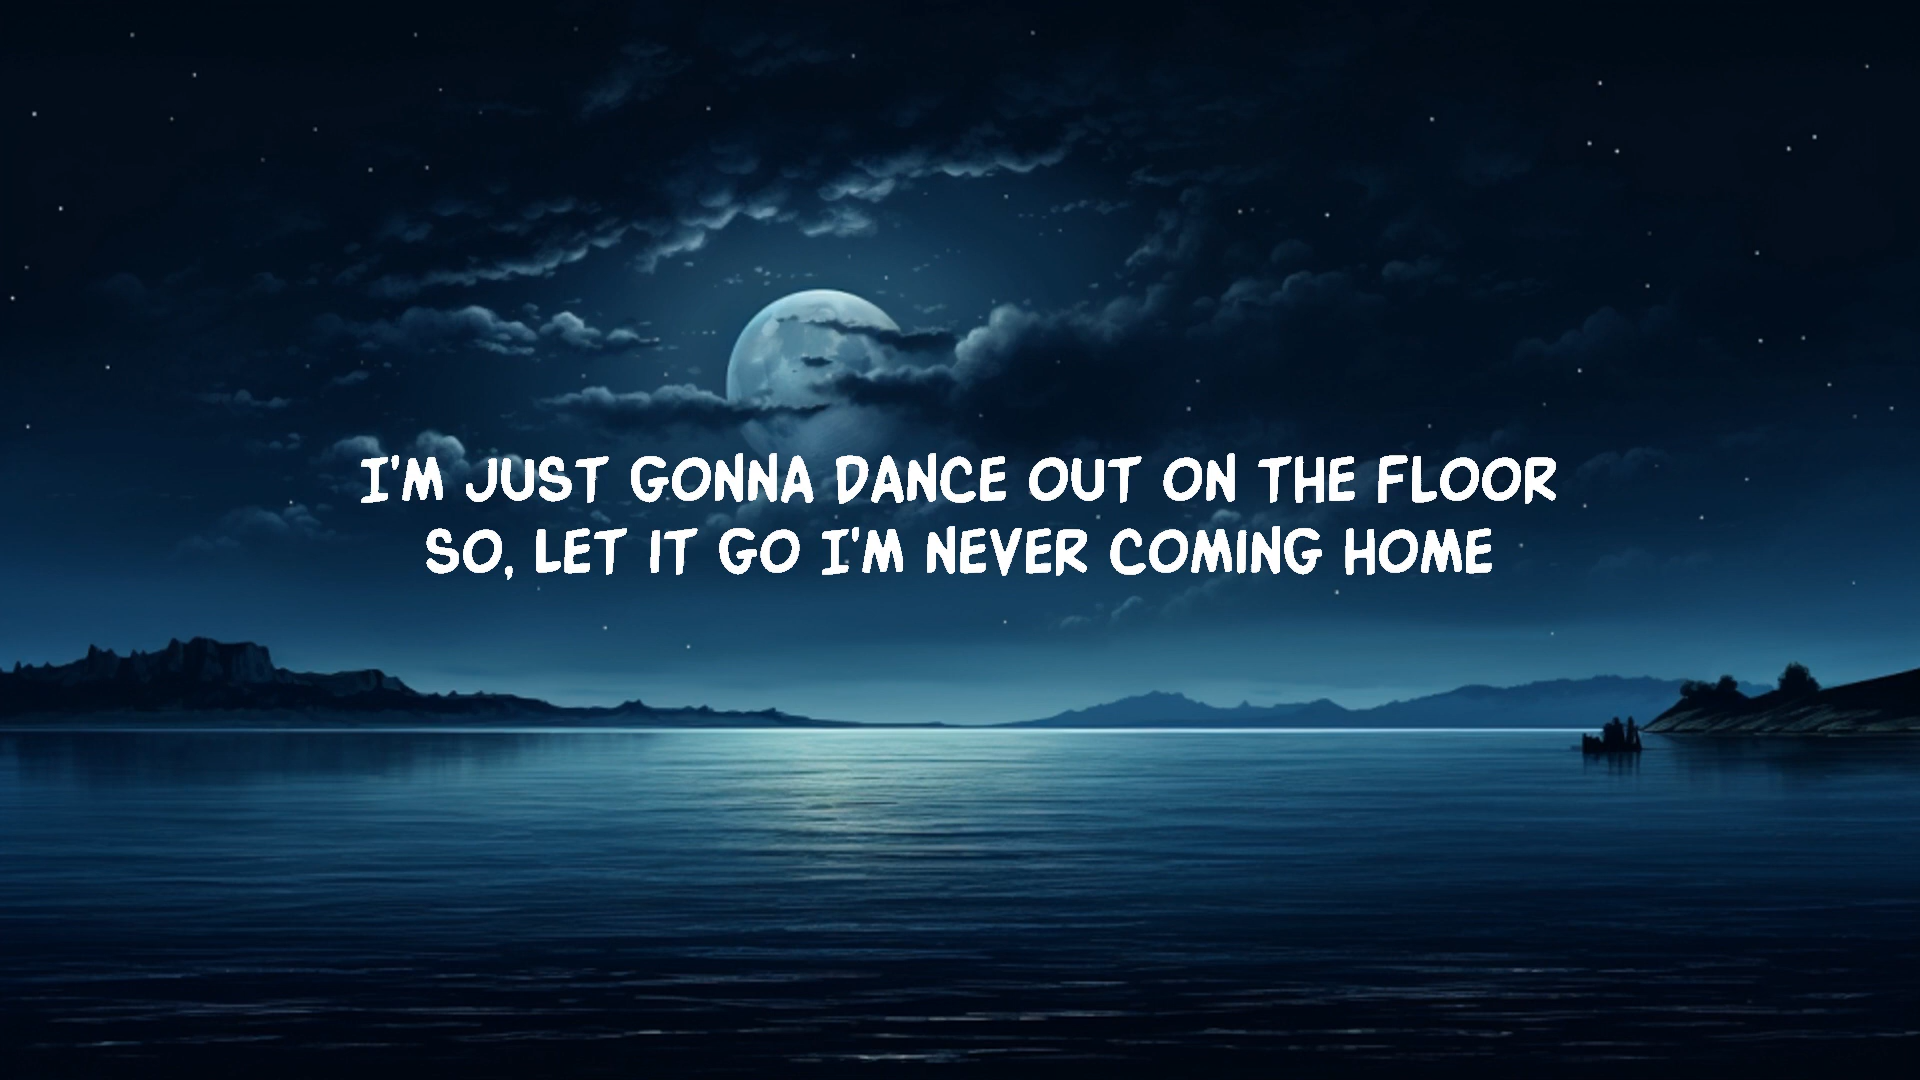 I'M JUST GONNA DANCE OUT ON THE FLOOR
SO, LET IT GO I'M NEVER COMING HOME